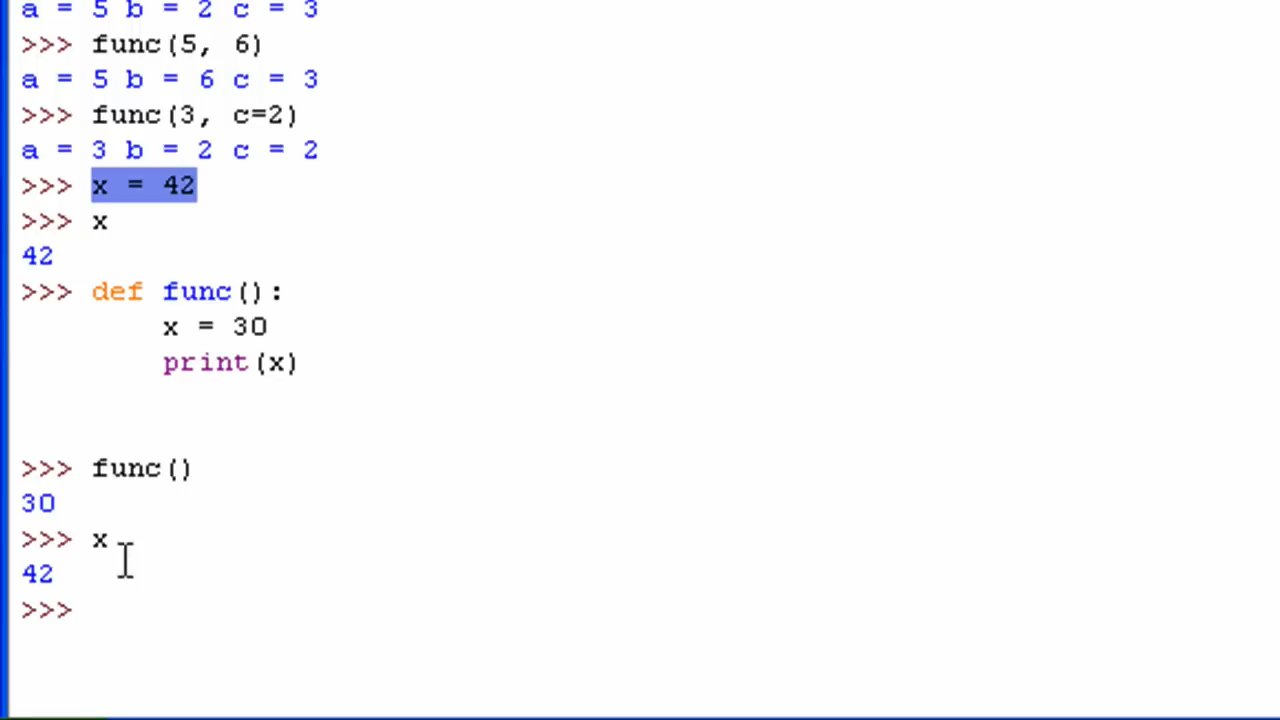 a = 5 b = 2 c = 3
>>> func(5, 6)
a = 5 b = 6 c = 3
>>> func(3, c=2)
a = 3 b = 2 c = 2
>>> x = 42
>>> x
42
>>> def func():
        x = 30
        print(x)
>>> func()
30
>>> x
42
>>>